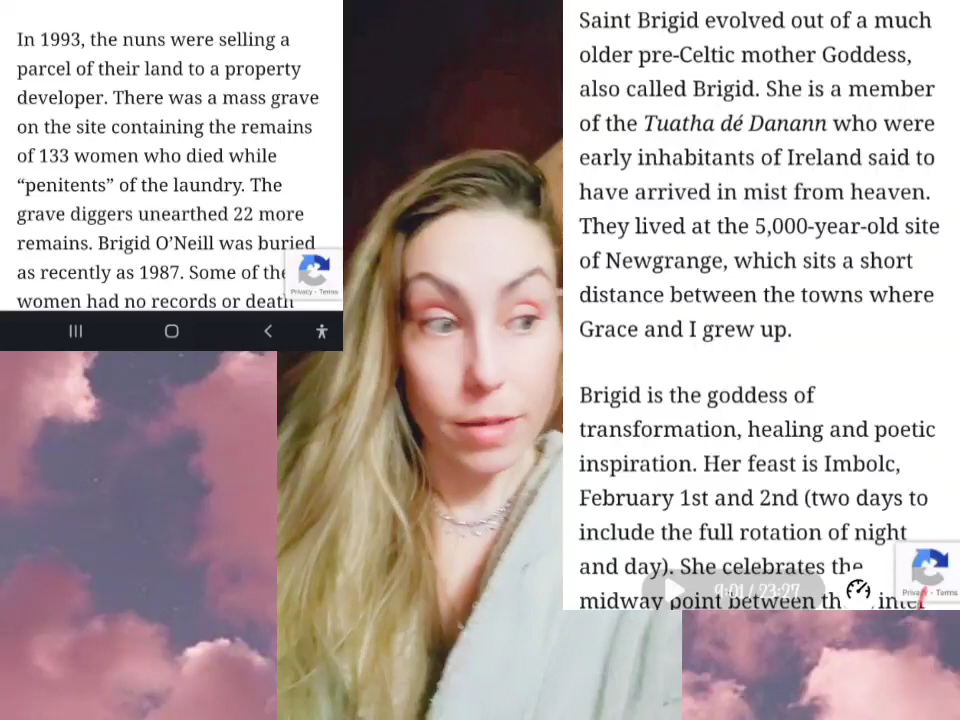 In 1993, the nuns were selling a
parcel of their land to a property
developer. There was a mass grave
on the site containing the remains
of 133 women who died while
“penitents” of the laundry. The
grave diggers unearthed 22 more
remains. Brigid O’Neill was buried
as recently as 1987. Some of the
women had no records or death
Privacy - Terms
Saint Brigid evolved out of a much
older pre-Celtic mother Goddess,
also called Brigid. She is a member
of the Tuatha dé Danann who were
early inhabitants of Ireland said to
have arrived in mist from heaven.
They lived at the 5,000-year-old site
of Newgrange, which sits a short
distance between the towns where
Grace and I grew up.
Brigid is the goddess of
transformation, healing and poetic
inspiration. Her feast is Imbolc,
February 1st and 2nd (two days to
include the full rotation of night
and day). She celebrates the
midway point between
9:01 / 23:27
Privacy - Terms